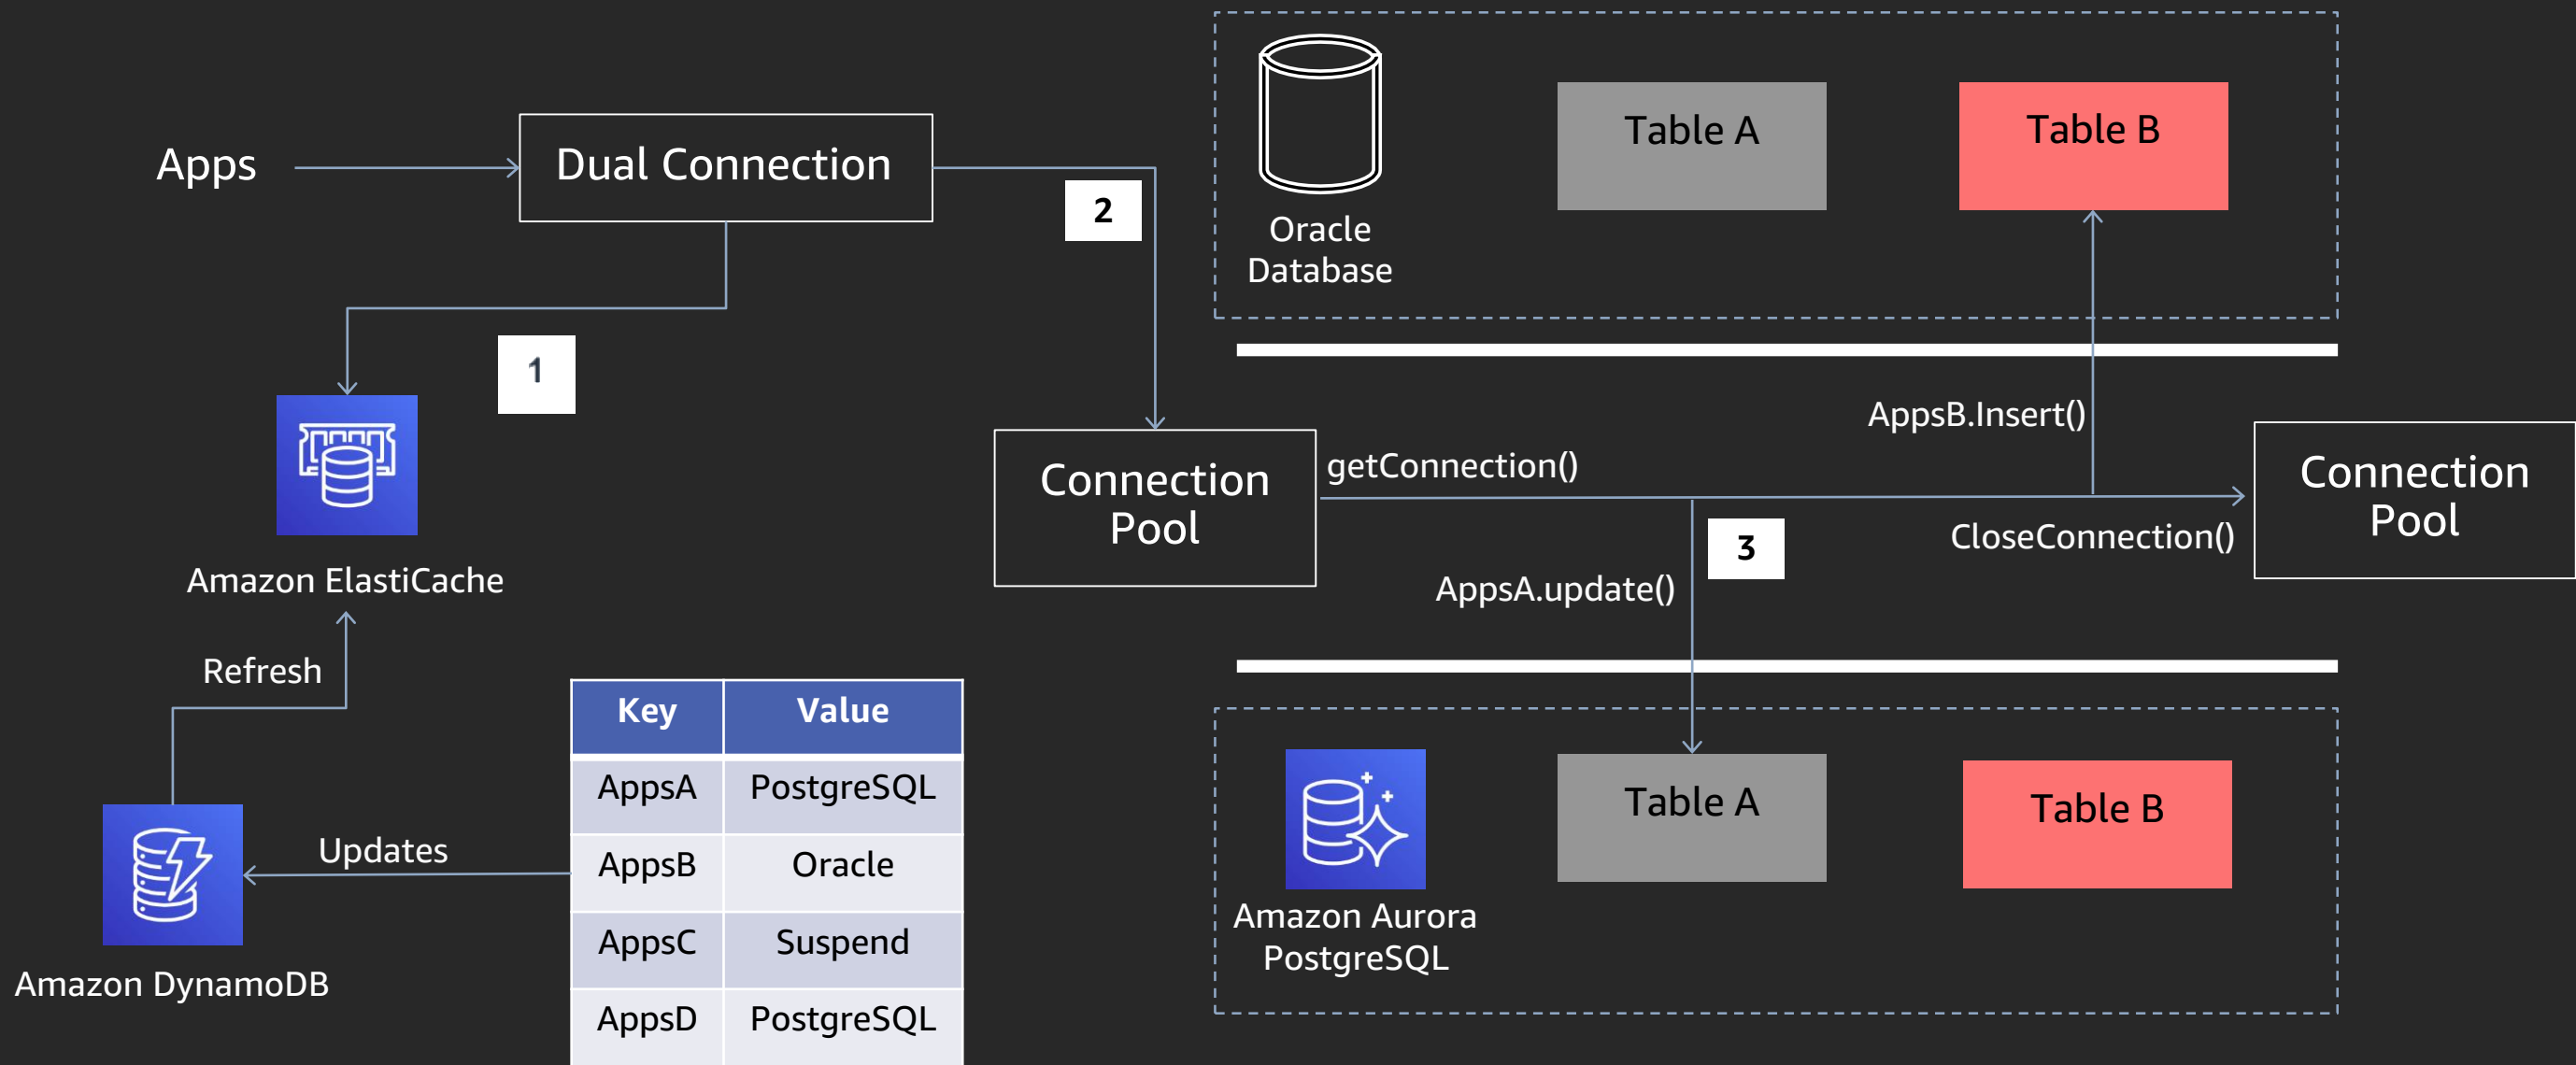 Apps
Dual Connection
1
2
Amazon ElastiCache
Refresh
Amazon DynamoDB
Updates
Key Value
AppsA PostgreSQL
AppsB Oracle
AppsC Suspend
AppsD PostgreSQL
Connection
Pool
getConnection()
AppsA.update()
3
AppsB.Insert()
CloseConnection()
Connection
Pool
Oracle
Database
Table A
Table B
Amazon Aurora
PostgreSQL
Table A
Table B